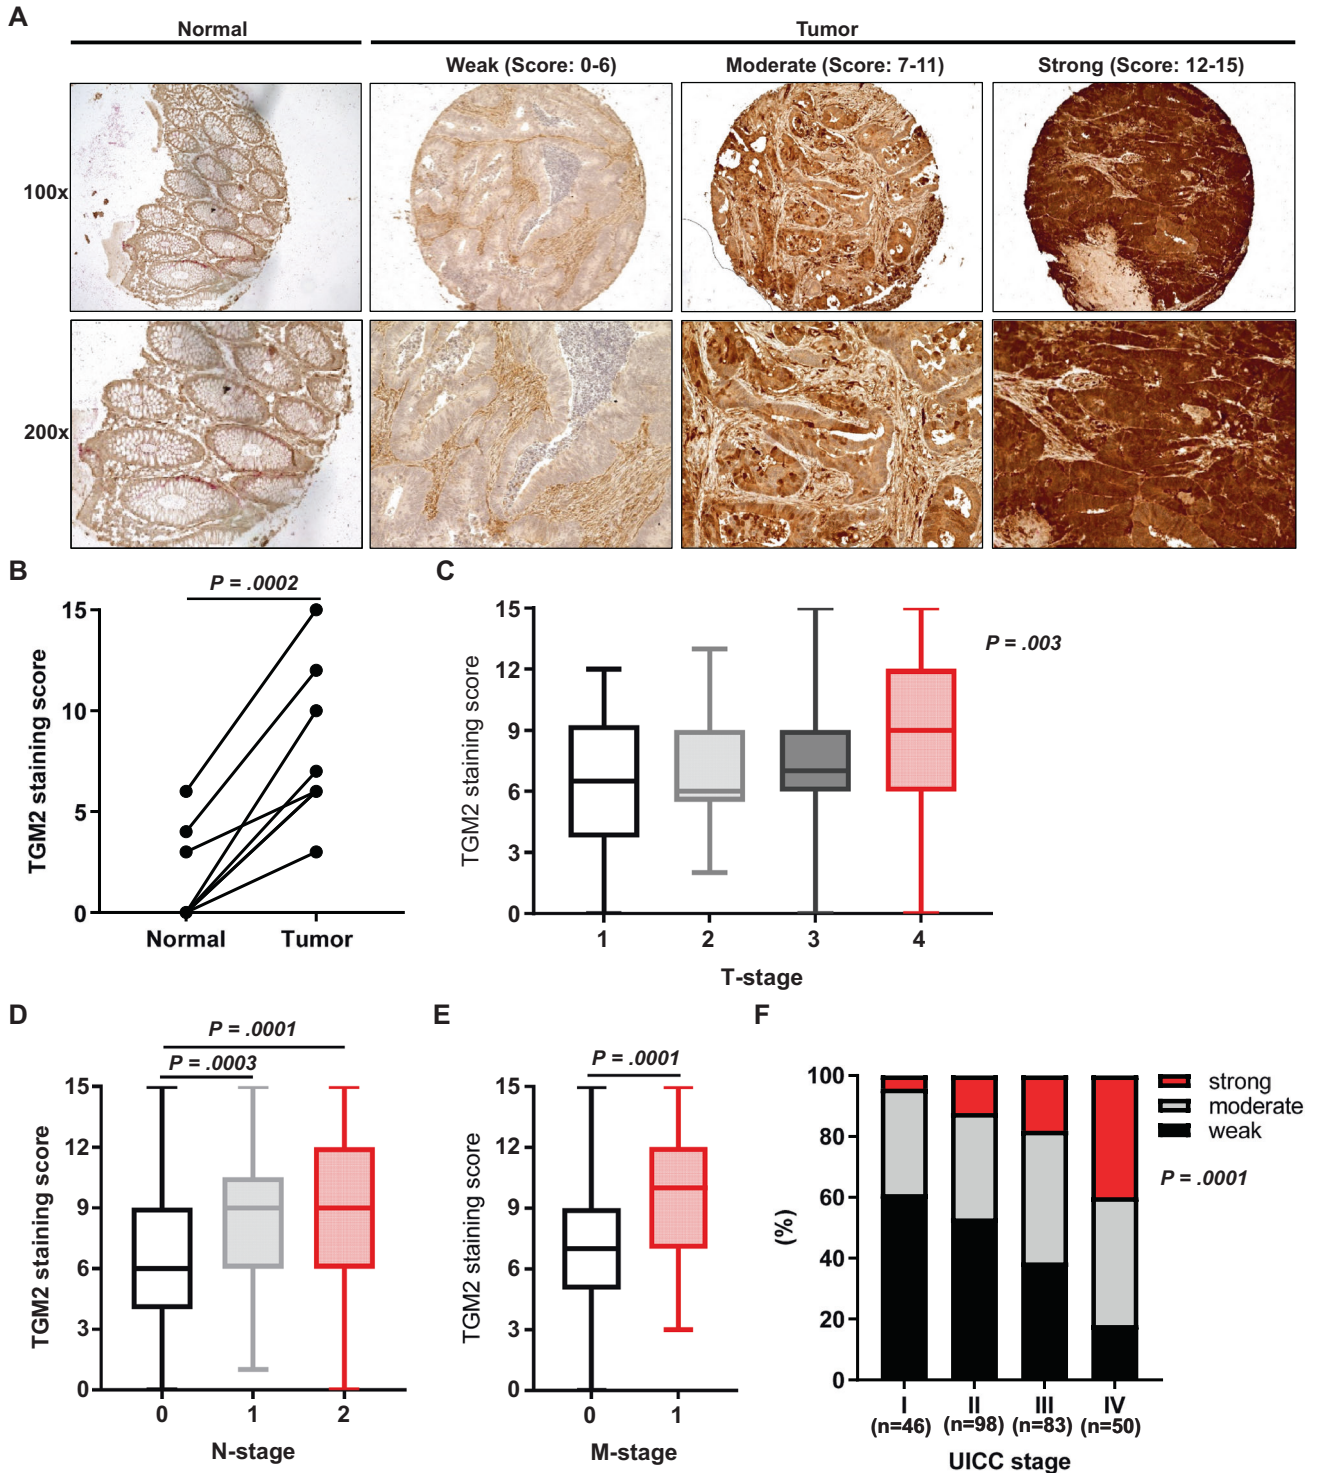 A
Normal
Tumor
Weak (Score: 0-6)
Moderate (Score: 7-11)
Strong (Score: 12-15)
100x
200x
B
P = .0002
TGM2 staining score
15
10
5
0
Normal
Tumor
C
P = .003
TGM2 staining score
15
12
9
6
3
0
1
2
3
4
T-stage
D
P = .0001
P = .0003
TGM2 staining score
15
12
9
6
3
0
0
1
2
N-stage
E
P = .0001
TGM2 staining score
15
12
9
6
3
0
0
1
M-stage
F
(%)
100
80
60
40
20
0
strong
moderate
weak
P = .0001
I
II
III
IV
(n=46)
(n=98)
(n=83)
(n=50)
UICC stage